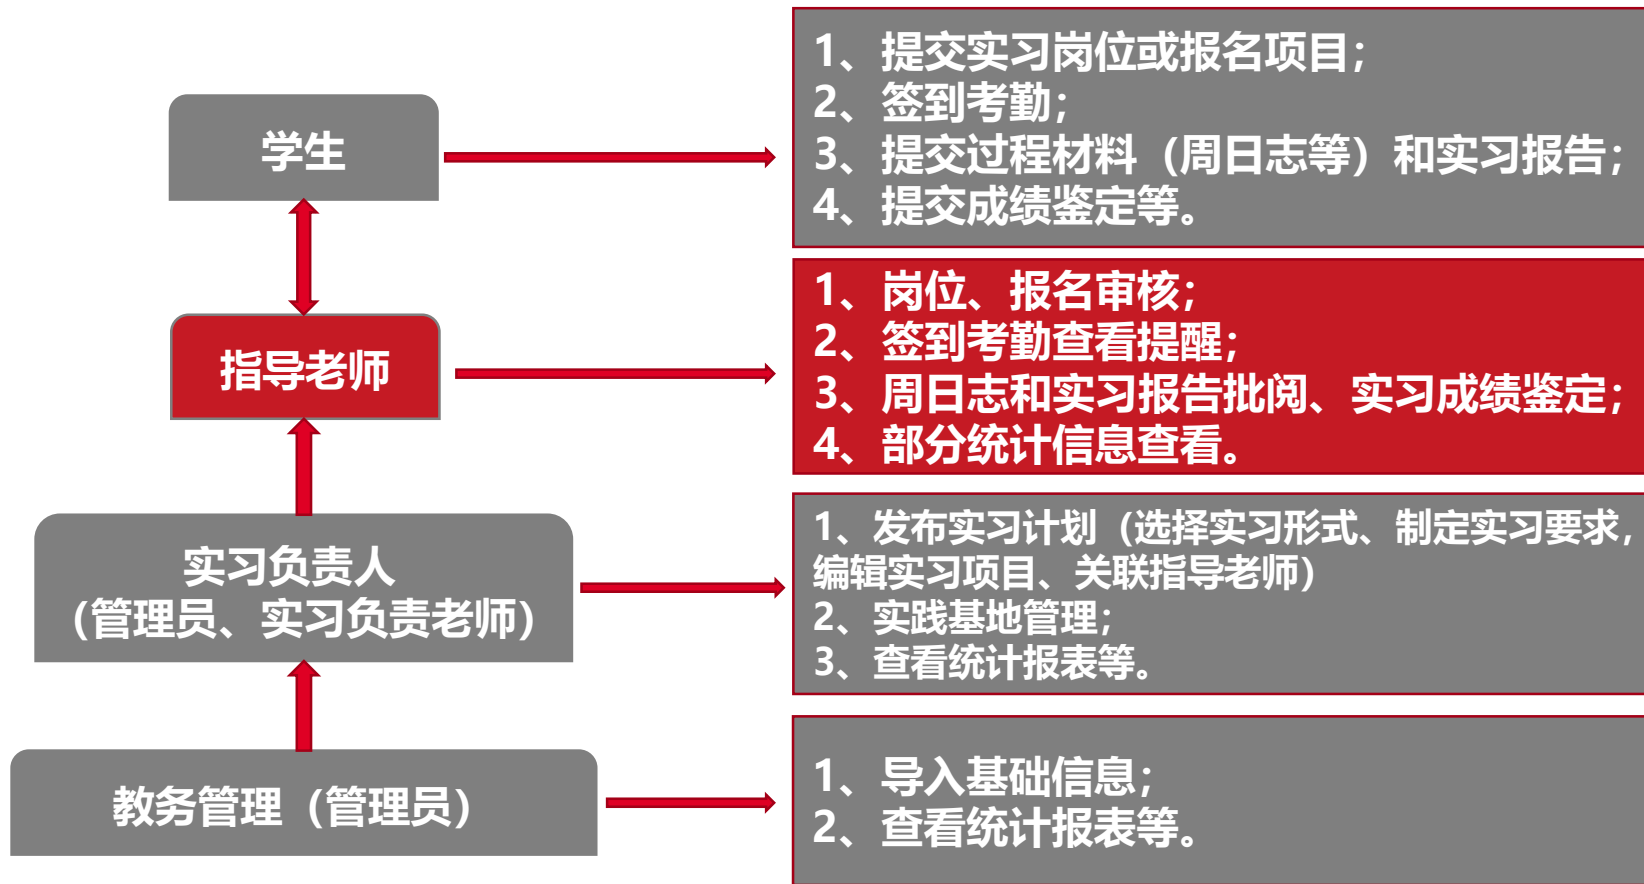 学生
1、提交实习岗位或报名项目；
2、签到考勤；
3、提交过程材料（周日志等）和实习报告；
4、提交成绩鉴定等。
指导老师
1、岗位、报名审核；
2、签到考勤查看提醒；
3、周日志和实习报告批阅、实习成绩鉴定；
4、部分统计信息查看。
实习负责人
（管理员、实习负责老师）
1、发布实习计划（选择实习形式、制定实习要求，
编辑实习项目、关联指导老师）
2、实践基地管理；
3、查看统计报表等。
教务管理（管理员）
1、导入基础信息；
2、查看统计报表等。